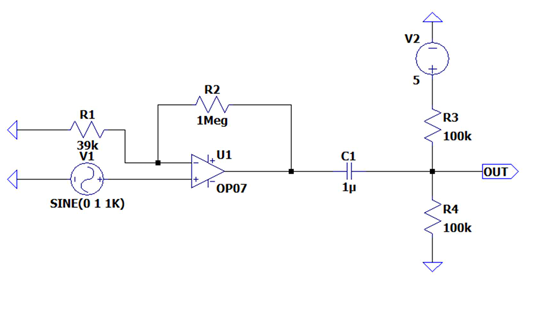 V2
5
R2
1Meg
R1
39k
R3
100k
V1
U1
OP07
C1
1µ
OUT
SINE(0 1 1K)
R4
100k